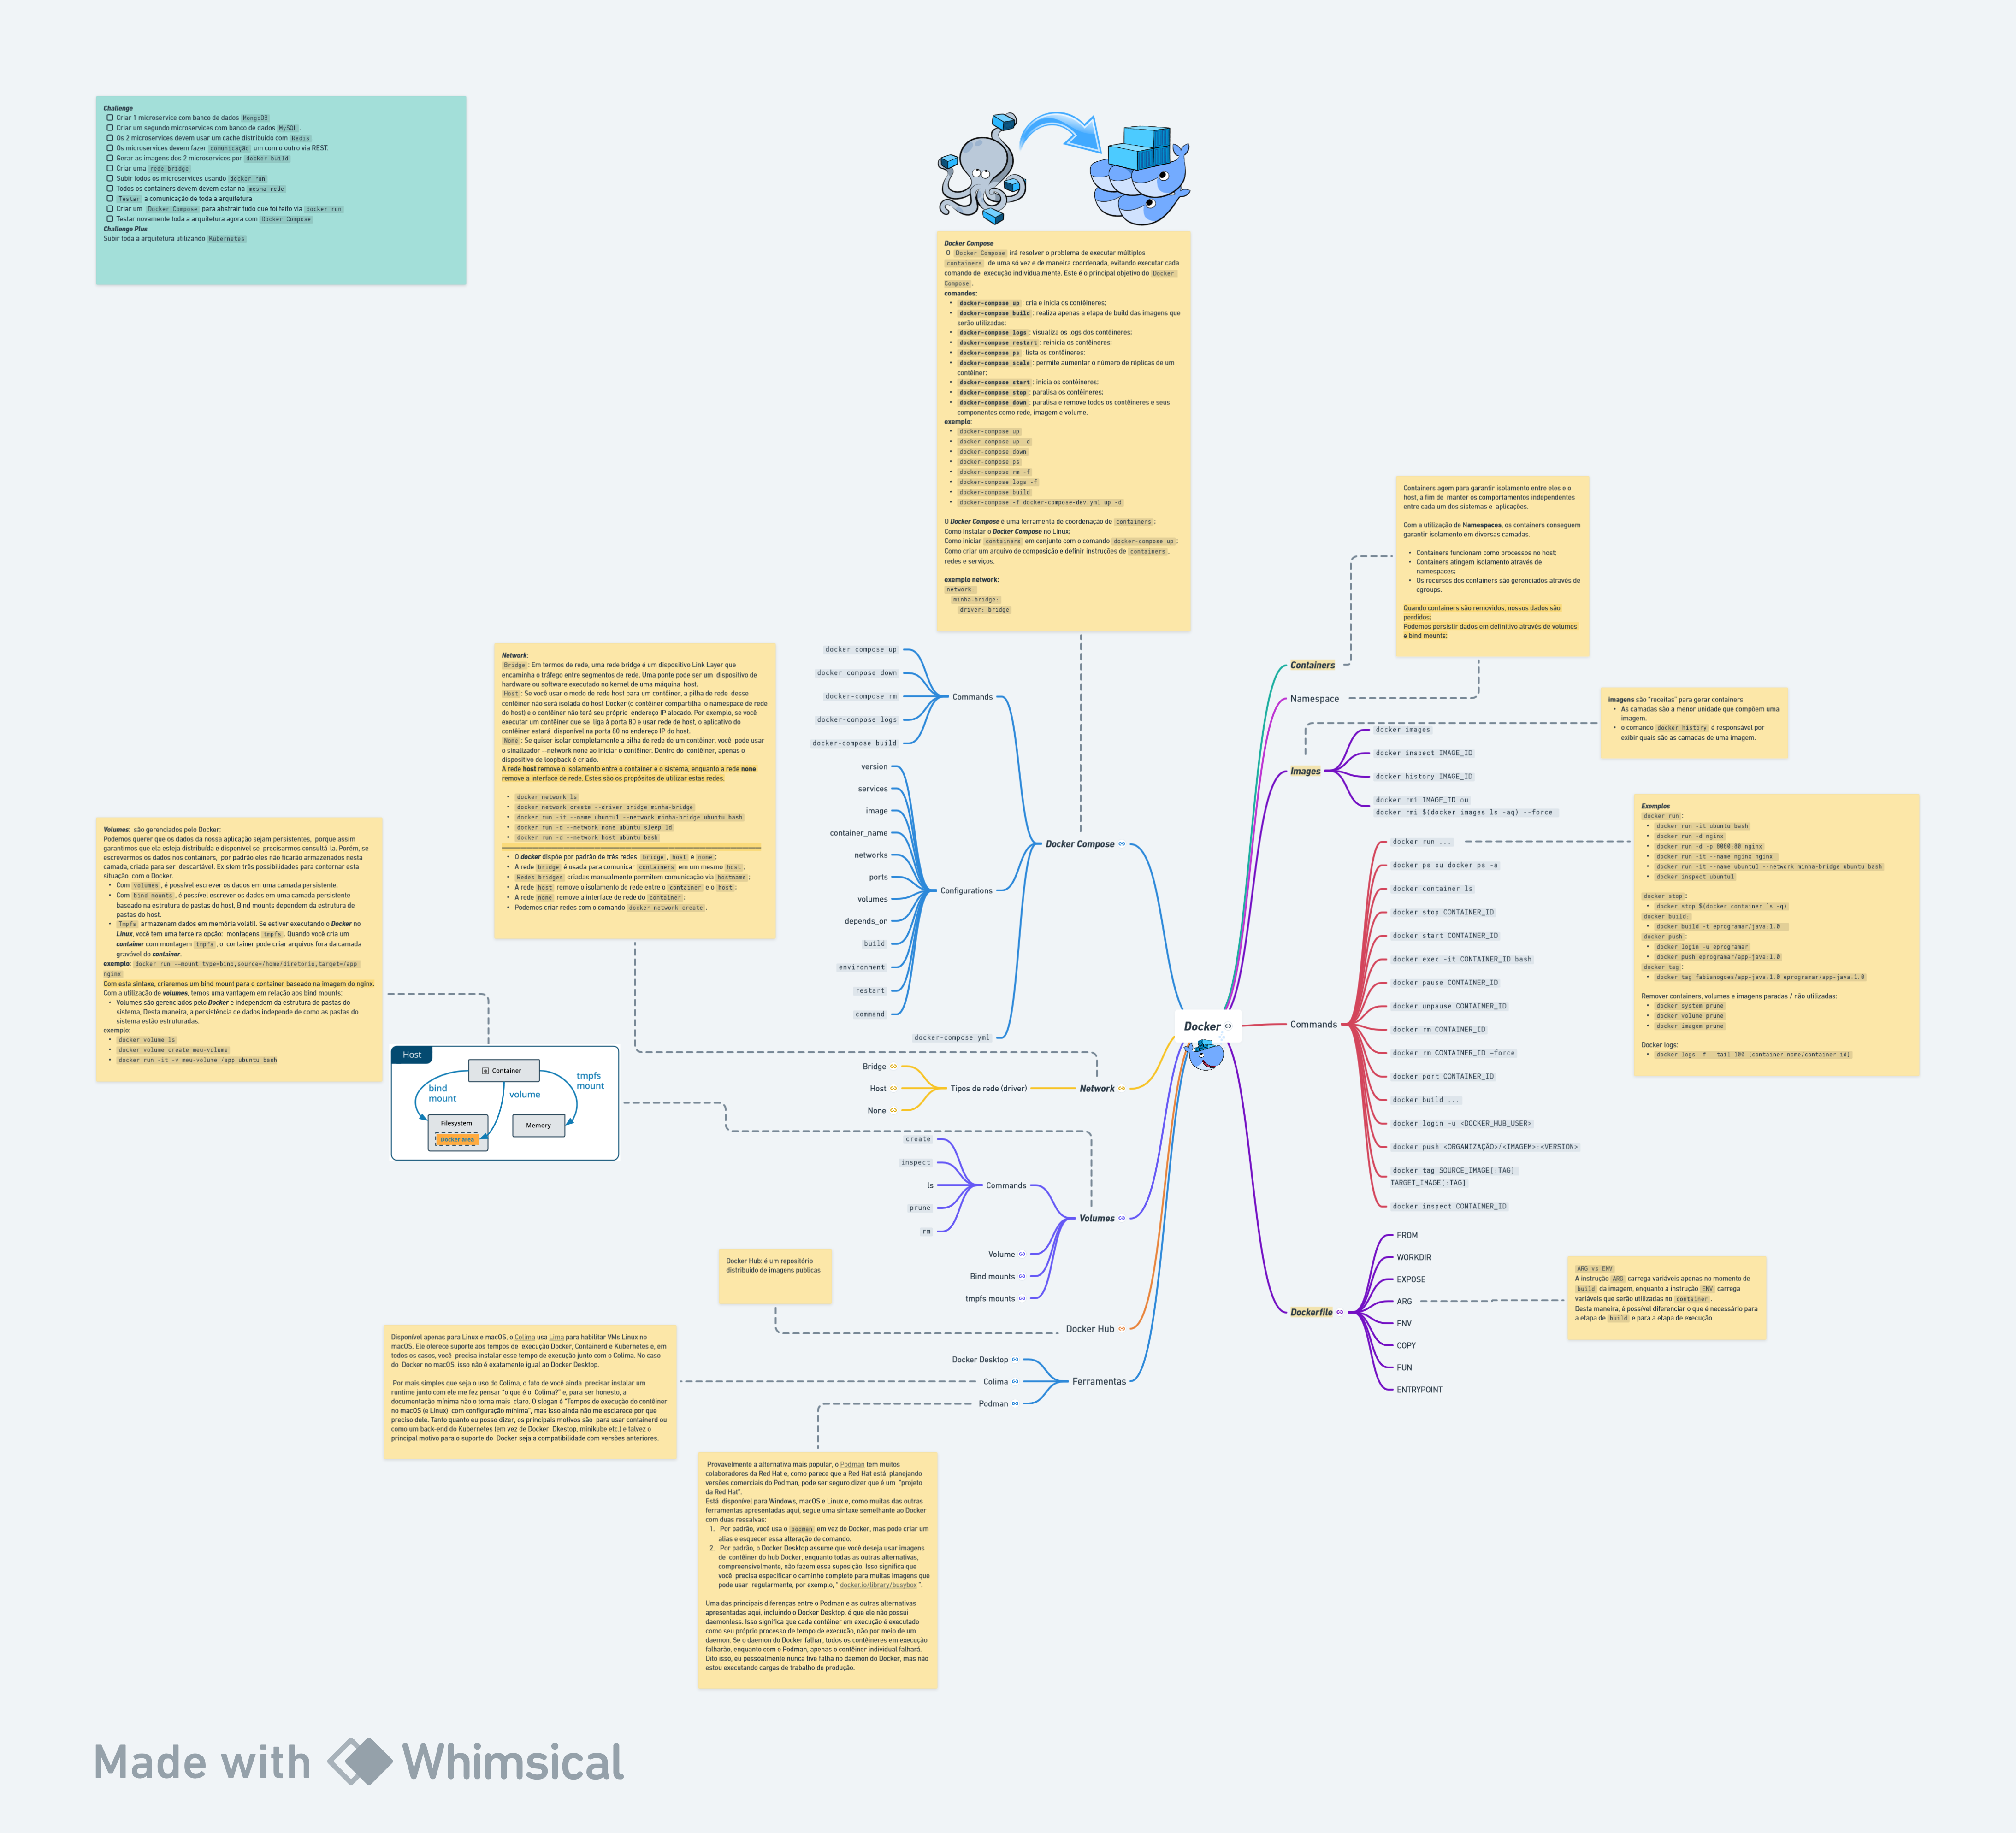 Challenge
Criar 1 microservice com banco de dados MongoDB
Criar um segundo microservices com banco de dados MySQL.
Os 2 microservices devem usar um cache distribuído com Redis.
Os microservices devem fazer comunicação um com o outro via REST.
Gerar as imagens dos 2 microservices por docker build
Criar uma rede bridge
Subir todos os microservices usando docker run
Todos os containers devem devem estar na mesma rede
Testar a comunicação de toda a arquitetura
Criar um Docker Compose para abstrair tudo que foi feito via docker run
Testar novamente toda a arquitetura agora com Docker Compose
Challenge Plus
Subir toda a arquitetura utilizando Kubernetes
Docker Compose
O Docker Compose irá resolver o problema de executar múltiplos
containers de uma só vez e de maneira coordenada, evitando executar cada
comando de execução individualmente. Este é o principal objetivo do Docker
Compose.
comandos:
• docker-compose up: cria e inicia os contêineres;
• docker-compose build: realiza apenas a etapa de build das imagens que
serão utilizadas;
• docker-compose logs: visualiza os logs dos contêineres;
• docker-compose restart: reinicia os contêineres;
• docker-compose ps: lista os contêineres;
• docker-compose scale: permite aumentar o número de réplicas de um
contêiner;
• docker-compose start: inicia os contêineres;
• docker-compose stop: paralisa os contêineres;
• docker-compose down: paralisa e remove todos os contêineres e seus
componentes como rede, imagem e volume.
exemplo:
• docker-compose up
• docker-compose up -d
• docker-compose down
• docker-compose ps
• docker-compose rm -f
• docker-compose logs -f
• docker-compose build
• docker-compose -f docker-compose-dev.yml up -d
O Docker Compose é uma ferramenta de coordenação de containers;
Como instalar o Docker Compose no Linux;
Como iniciar containers em conjunto com o comando docker-compose up;
Como criar um arquivo de composição e definir instruções de containers,
redes e serviços.
exemplo network:
network:
minha-bridge:
driver: bridge
Containers agem para garantir isolamento entre eles e o
host, a fim de manter os comportamentos independentes
entre cada um dos sistemas e aplicações.
Com a utilização de Namespaces, os containers conseguem
garantir isolamento em diversas camadas.
• Containers funcionam como processos no host;
• Containers atingem isolamento através de
namespaces;
• Os recursos dos containers são gerenciados através de
cgroups.
Quando containers são removidos, nossos dados são
perdidos;
Podemos persistir dados em definitivo através de volumes
e bind mounts;
imagens são "receitas" para gerar containers
• As camadas são a menor unidade que compõem uma
imagem.
• o comando docker history é responsável por
exibir quais são as camadas de uma imagem.
Network:
Bridge: Em termos de rede, uma rede bridge é um dispositivo Link Layer que
encaminha o tráfego entre segmentos de rede. Uma ponte pode ser um dispositivo de
hardware ou software executado no kernel de uma máquina host.
Host: Se você usar o modo de rede host para um contêiner, a pilha de rede desse
contêiner não será isolada do host Docker (o contêiner compartilha o namespace de rede
do host) e o contêiner não terá seu próprio endereço IP alocado. Por exemplo, se você
executar um contêiner que se liga à porta 80 e usar rede de host, o aplicativo do
contêiner estará disponível na porta 80 no endereço IP do host.
None: Se quiser isolar completamente a pilha de rede de um contêiner, você pode usar
o sinalizador --network none ao iniciar o contêiner. Dentro do contêiner, apenas o
dispositivo de loopback é criado.
A rede host remove o isolamento entre o container e o sistema, enquanto a rede none
remove a interface de rede. Estes são os propósitos de utilizar estas redes.
• docker network ls
• docker network create --driver bridge minha-bridge
• docker run -it --name ubuntu1 --network minha-bridge ubuntu bash
• docker run -d --network none ubuntu sleep 1d
• docker run -d --network host ubuntu bash
• O docker dispõe por padrão de três redes: bridge, host e none;
• A rede bridge é usada para comunicar containers em um mesmo host;
• Redes bridges criadas manualmente permitem comunicação via hostname;
• A rede host remove o isolamento de rede entre o container e o host;
• A rede none remove a interface de rede do container;
• Podemos criar redes com o comando docker network create.
Volumes: são gerenciados pelo Docker;
Podemos querer que os dados da nossa aplicação sejam persistentes, porque assim
garantimos que ela esteja distribuída e disponível se precisarmos consultá-la. Porém, se
escrevermos os dados nos containers, por padrão eles não ficarão armazenados nesta
camada, criada para ser descartável. Existem três possibilidades para contornar esta
situação com o Docker.
• Com volumes, é possível escrever os dados em uma camada persistente.
• Com bind mounts, é possível escrever os dados em uma camada persistente
baseado na estrutura de pastas do host, Bind mounts dependem da estrutura de
pastas do host.
• Tmpfs armazenam dados em memória volátil. Se estiver executando o Docker no
Linux, você tem uma terceira opção: montagens tmpfs. Quando você cria um
container com montagem tmpfs, o container pode criar arquivos fora da camada
gravável do container.
exemplo: docker run --mount type=bind,source=/home/diretorio,target=/app
nginx
Com esta sintaxe, criaremos um bind mount para o container baseado na imagem do nginx.
Com a utilização de volumes, temos uma vantagem em relação aos bind mounts:
• Volumes são gerenciados pelo Docker e independem da estrutura de pastas do
sistema, Desta maneira, a persistência de dados independe de como as pastas do
sistema estão estruturadas.
exemplo:
• docker volume ls
• docker volume create meu-volume
• docker run -it -v meu-volume:/app ubuntu bash
Host
Container
bind
mount
volume
tmpfs
mount
Filesystem
Docker area
Memory
docker compose up
docker compose down
docker-compose rm
docker-compose logs
docker-compose build
Commands
version
services
image
container_name
networks
ports
volumes
depends_on
build
environment
restart
command
Configurations
docker-compose.yml
Docker Compose
Bridge
Host
None
Tipos de rede (driver)
Network
create
inspect
ls
prune
rm
Commands
Volume
Bind mounts
tmpfs mounts
Volumes
Docker Hub: é um repositório
distribuído de imagens publicas
Docker Hub
Docker Desktop
Colima
Podman
Ferramentas
Docker
Containers
Namespace
Images
docker images
docker inspect IMAGE_ID
docker history IMAGE_ID
docker rmi IMAGE_ID ou
docker rmi $(docker images ls -aq) --force
Commands
docker run ...
docker ps ou docker ps -a
docker container ls
docker stop CONTAINER_ID
docker start CONTAINER_ID
docker exec -it CONTAINER_ID bash
docker pause CONTAINER_ID
docker unpause CONTAINER_ID
docker rm CONTAINER_ID
docker rm CONTAINER_ID —force
docker port CONTAINER_ID
docker build ...
docker login -u <DOCKER_HUB_USER>
docker push <ORGANIZAÇÃO>/<IMAGEM>:<VERSION>
docker tag SOURCE_IMAGE[:TAG]
TARGET_IMAGE[:TAG]
docker inspect CONTAINER_ID
Exemplos
docker run:
• docker run -it ubuntu bash
• docker run -d nginx
• docker run -d -p 8080:80 nginx
• docker run -it --name nginx nginx
• docker run -it --name ubuntu1 --network minha-bridge ubuntu bash
• docker inspect ubuntu1
docker stop:
• docker stop $(docker container ls -q)
docker build:
• docker build -t eprogramar/java:1.0 .
docker push:
• docker login -u eprogramar
• docker push eprogramar/app-java:1.0
docker tag:
• docker tag fabianogoes/app-java:1.0 eprogramar/app-java:1.0
Remover containers, volumes e imagens paradas / não utilizadas:
• docker system prune
• docker volume prune
• docker imagem prune
Docker logs:
• docker logs -f --tail 100 [container-name/container-id]
Dockerfile
FROM
WORKDIR
EXPOSE
ARG
ENV
COPY
FUN
ENTRYPOINT
ARG vs ENV
A instrução ARG carrega variáveis apenas no momento de
build da imagem, enquanto a instrução ENV carrega
variáveis que serão utilizadas no container.
Desta maneira, é possível diferenciar o que é necessário para
a etapa de build e para a etapa de execução.
Disponível apenas para Linux e macOS, o Colima usa Lima para habilitar VMs Linux no
macOS. Ele oferece suporte aos tempos de execução Docker, Containerd e Kubernetes e, em
todos os casos, você precisa instalar esse tempo de execução junto com o Colima. No caso
do Docker no macOS, isso não é exatamente igual ao Docker Desktop.
Por mais simples que seja o uso do Colima, o fato de você ainda precisar instalar um
runtime junto com ele me fez pensar "o que é o Colima?" e, para ser honesto, a
documentação mínima não o torna mais claro. O slogan é "Tempos de execução do contêiner
no macOS (e Linux) com configuração mínima", mas isso ainda não me esclarece por que
preciso dele. Tanto quanto eu posso dizer, os principais motivos são para usar containerd ou
como um back-end do Kubernetes (em vez de Docker Dkestop, minikube etc.) e talvez o
principal motivo para o suporte do Docker seja a compatibilidade com versões anteriores.
Provavelmente a alternativa mais popular, o Podman tem muitos
colaboradores da Red Hat e, como parece que a Red Hat está planejando
versões comerciais do Podman, pode ser seguro dizer que é um "projeto
da Red Hat".
Está disponível para Windows, macOS e Linux e, como muitas das outras
ferramentas apresentadas aqui, segue uma sintaxe semelhante ao Docker
com duas ressalvas:
1. Por padrão, você usa o podman em vez do Docker, mas pode criar um
alias e esquecer essa alteração de comando.
2. Por padrão, o Docker Desktop assume que você deseja usar imagens
de contêiner do hub Docker, enquanto todas as outras alternativas,
compreensivelmente, não fazem essa suposição. Isso significa que
você precisa especificar o caminho completo para muitas imagens que
pode usar regularmente, por exemplo, " docker.io/library/busybox ".
Uma das principais diferenças entre o Podman e as outras alternativas
apresentadas aqui, incluindo o Docker Desktop, é que ele não possui
daemonless. Isso significa que cada contêiner em execução é executado
como seu próprio processo de tempo de execução, não por meio de um
daemon. Se o daemon do Docker falhar, todos os contêineres em execução
falharão, enquanto com o Podman, apenas o contêiner individual falhará.
Dito isso, eu pessoalmente nunca tive falha no daemon do Docker, mas não
estou executando cargas de trabalho de produção.
Made with Whimsical